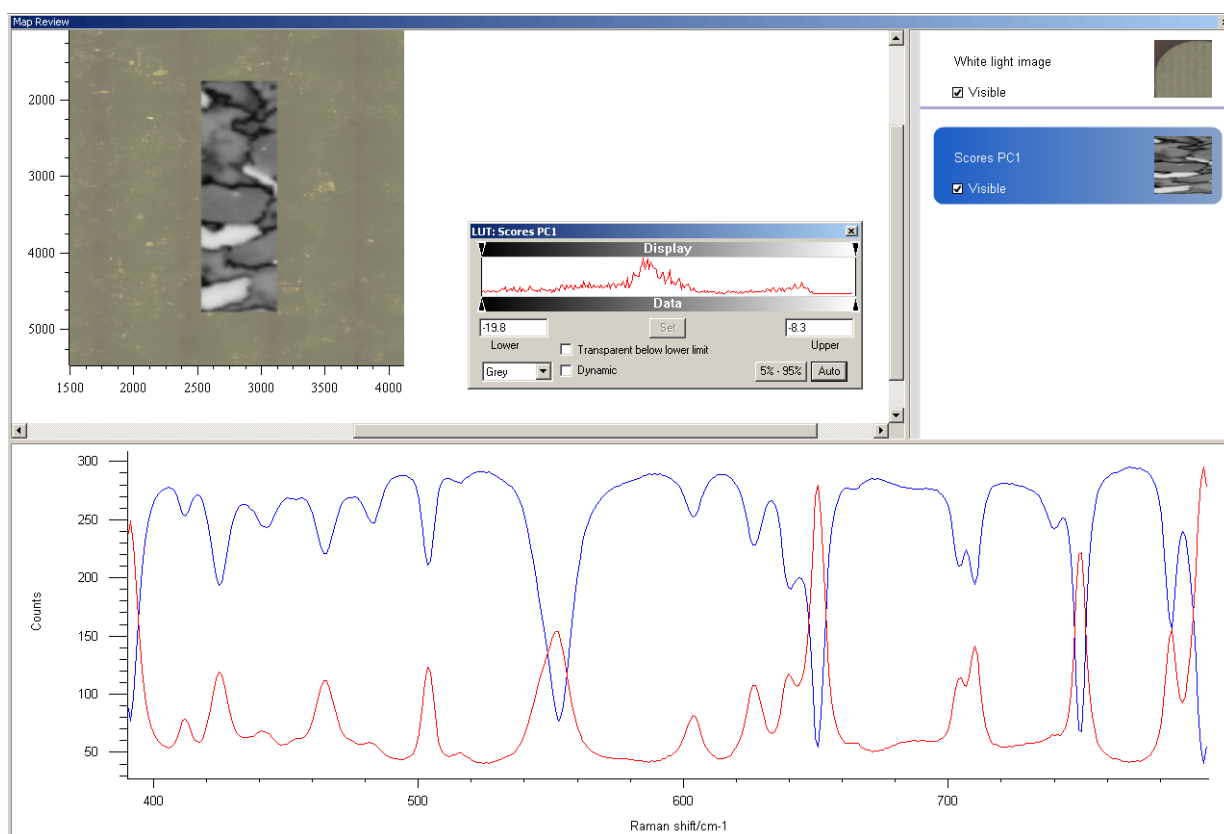 Map Review
2000
3000
4000
5000
1500 2000 2500 3000 3500 4000
White light image
Visible
Scores PC1
Visible
LUT: Scores PC1
Display
Data
-19.8 Set -8.3
Lower Upper
Transparent below lower limit
Grey Dynamic 5% - 95% Auto
300
250
200
150
100
50
Counts
400 500 600 700
Raman shift/cm-1